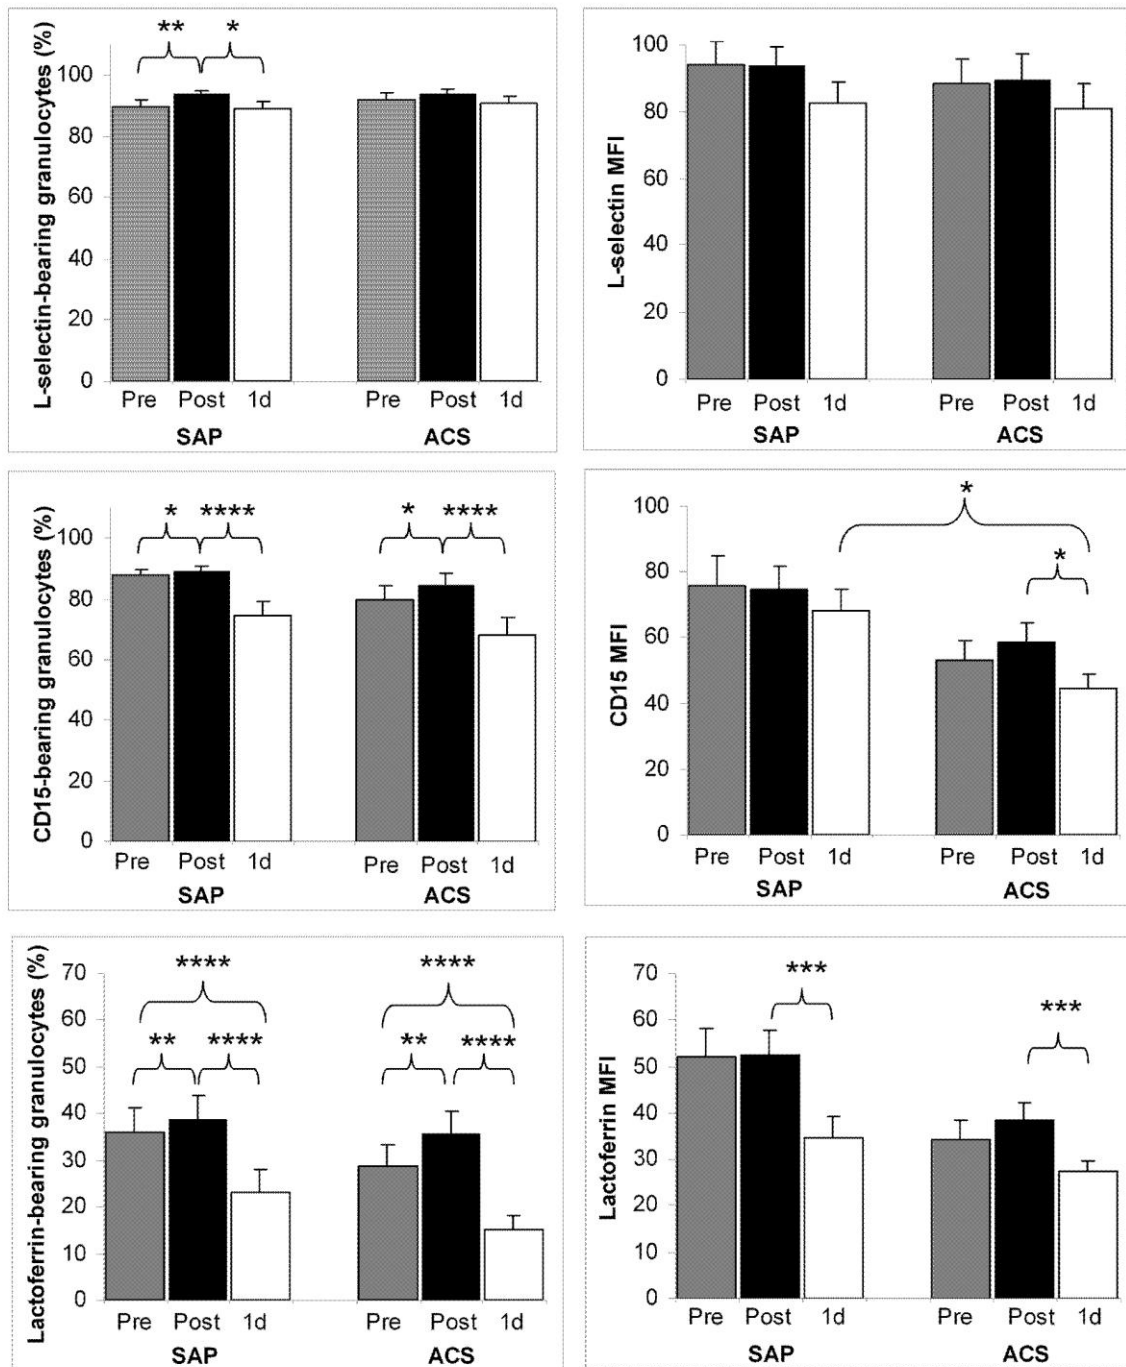 L-selectin-bearing granulocytes (%)
** *
100
80
60
40
20
0
Pre Post 1d Pre Post 1d
SAP ACS
L-selectin MFI
100
80
60
40
20
0
Pre Post 1d Pre Post 1d
SAP ACS
CD15-bearing granulocytes (%)
* **** * ****
100
80
60
40
20
0
Pre Post 1d Pre Post 1d
SAP ACS
CD15 MFI
*
*
100
80
60
40
20
0
Pre Post 1d Pre Post 1d
SAP ACS
Lactoferrin-bearing granulocytes (%)
**** ****
** **** ** ****
70
60
50
40
30
20
10
0
Pre Post 1d Pre Post 1d
SAP ACS
Lactoferrin MFI
*** ***
70
60
50
40
30
20
10
0
Pre Post 1d Pre Post 1d
SAP ACS